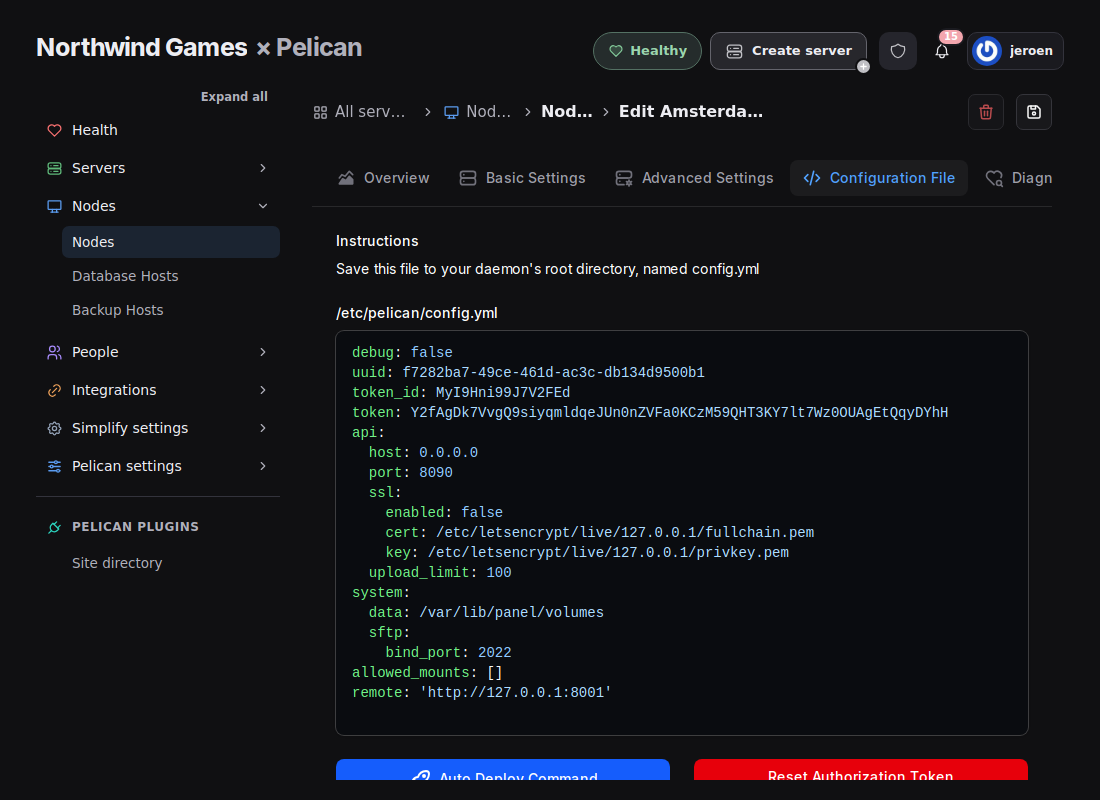 Northwind Games × Pelican
Healthy
Create server
15
jeroen
Expand all
Health
Servers
Nodes
Nodes
Database Hosts
Backup Hosts
People
Integrations
Simplify settings
Pelican settings
PELICAN PLUGINS
Site directory
All serv... > Nod... > Nod... > Edit Amsterda...
Overview
Basic Settings
Advanced Settings
Configuration File
Diagn
Instructions
Save this file to your daemon's root directory, named config.yml
/etc/pelican/config.yml
debug: false
uuid: f7282ba7-49ce-461d-ac3c-db134d9500b1
token_id: MyI9Hni99J7V2FEd
token: Y2fAgDk7VvgQ9siyqmldqeJUn0nZVFa0KCzM59QHT3KY7lt7Wz0OUAgEtQqyDYhH
api:
  host: 0.0.0.0
  port: 8090
  ssl:
    enabled: false
    cert: /etc/letsencrypt/live/127.0.0.1/fullchain.pem
    key: /etc/letsencrypt/live/127.0.0.1/privkey.pem
  upload_limit: 100
system:
  data: /var/lib/panel/volumes
  sftp:
    bind_port: 2022
allowed_mounts: []
remote: 'http://127.0.0.1:8001'
Auto Deploy Command
Reset Authorization Token